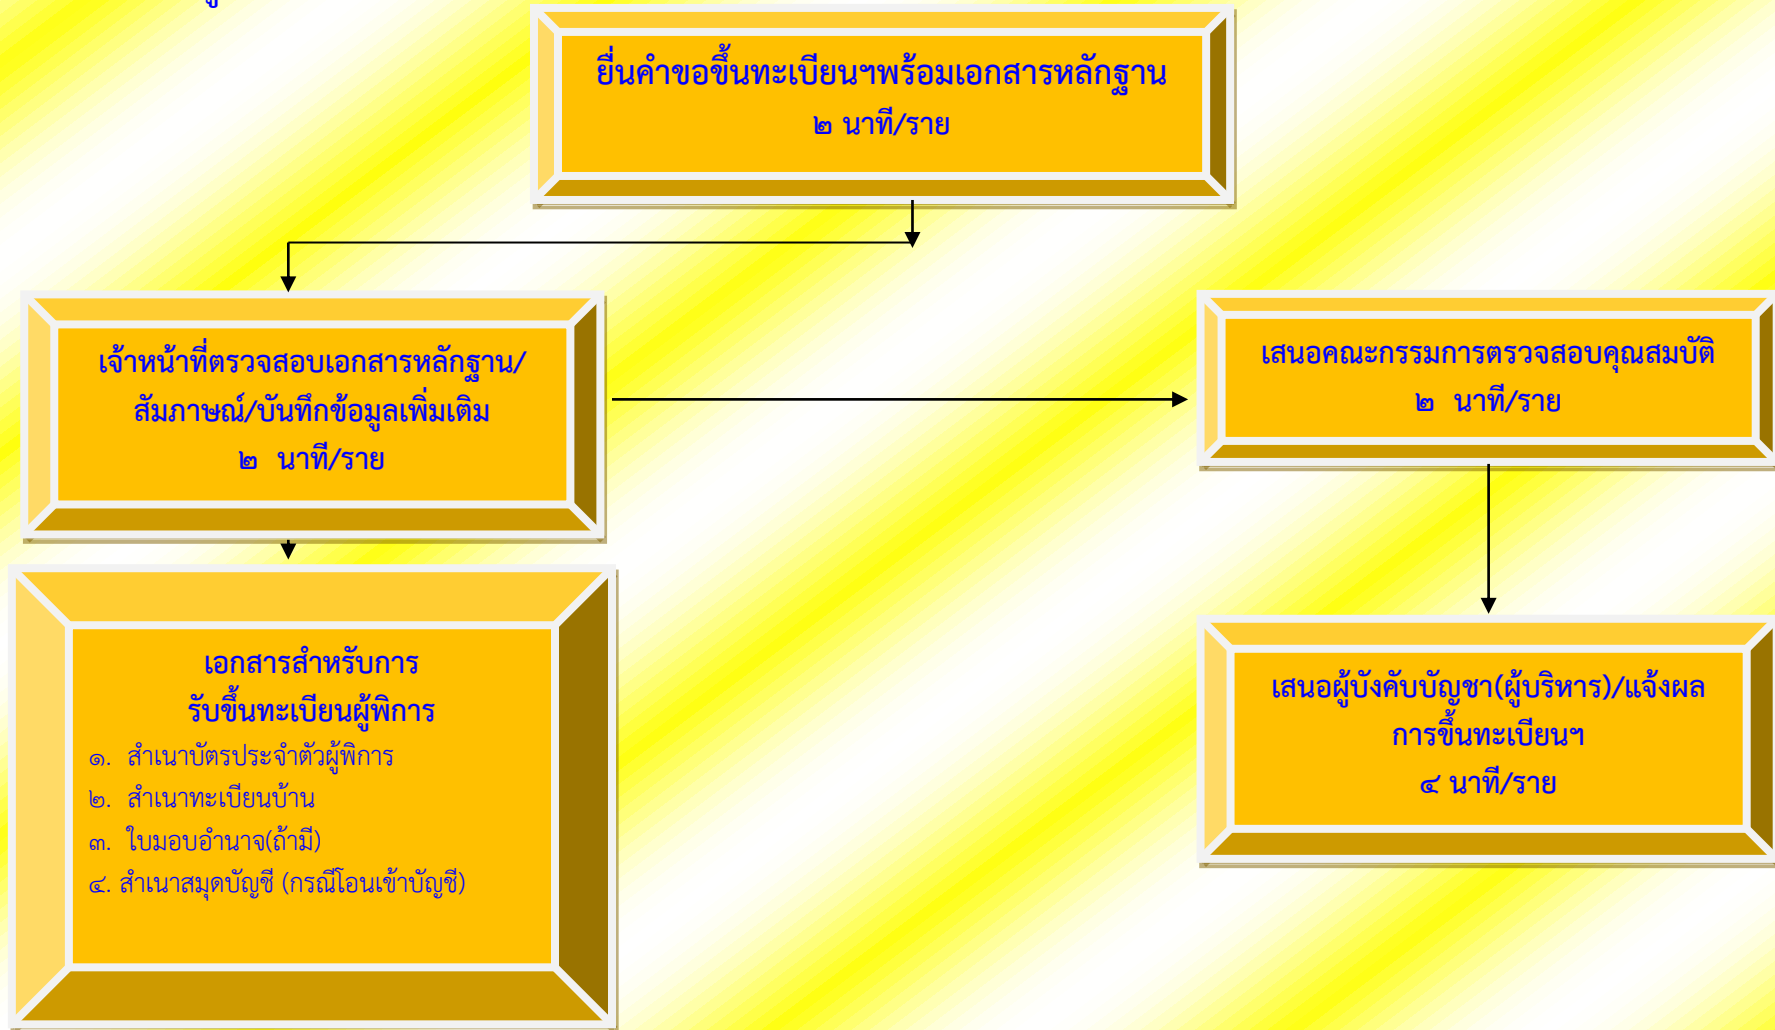 ยื่นคำขอขึ้นทะเบียนฯพร้อมเอกสารหลักฐาน
๒ นาที/ราย
เจ้าหน้าที่ตรวจสอบเอกสารหลักฐาน/
สัมภาษณ์/บันทึกข้อมูลเพิ่มเติม
๒ นาที/ราย
เสนอคณะกรรมการตรวจสอบคุณสมบัติ
๒ นาที/ราย
เอกสารสำหรับการ
รับขึ้นทะเบียนผู้พิการ
๑. สำเนาบัตรประจำตัวผู้พิการ
๒. สำเนาทะเบียนบ้าน
๓. ใบมอบอำนาจ(ถ้ามี)
๔. สำเนาสมุดบัญชี (กรณีโอนเข้าบัญชี)
เสนอผู้บังคับบัญชา(ผู้บริหาร)/แจ้งผล
การขึ้นทะเบียนฯ
๔ นาที/ราย